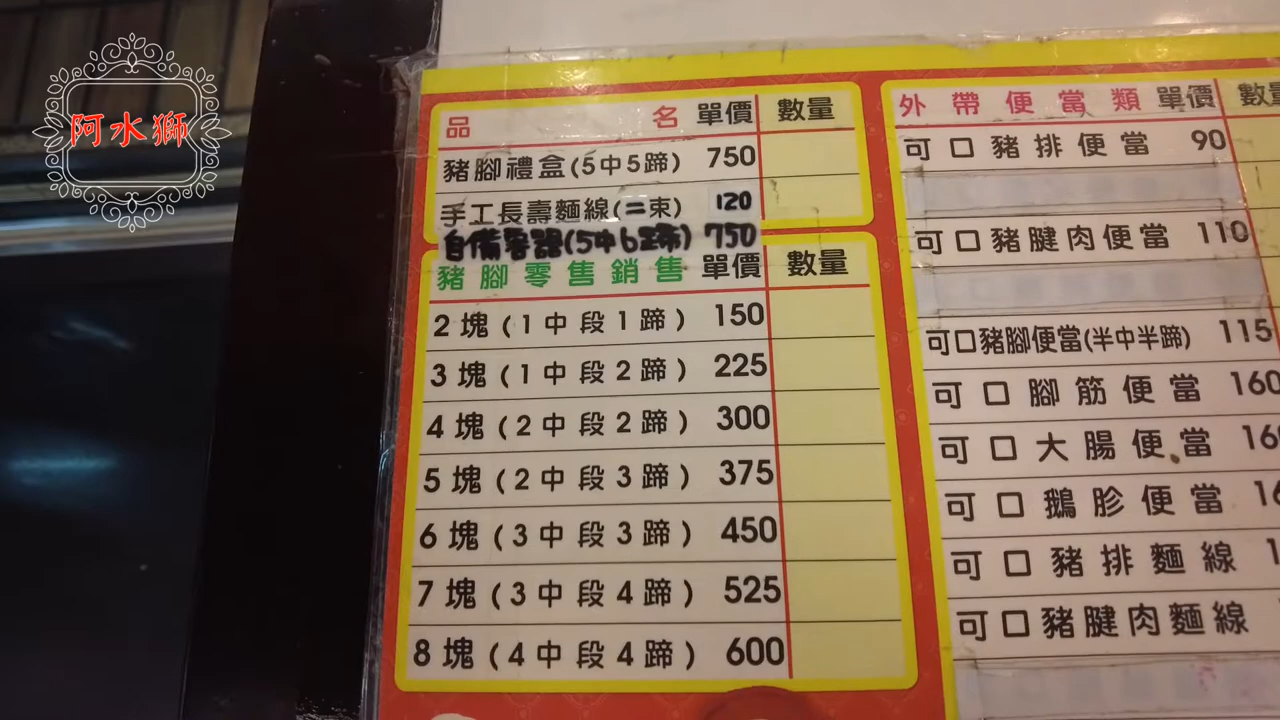 阿水獅
品名 單價 數量
豬腳禮盒(5中5蹄) 750
手工長壽麵線(二束) 120
自備容器(5中6蹄) 750
豬腳零售銷售 單價 數量
2塊(1中段1蹄) 150
3塊(1中段2蹄) 225
4塊(2中段2蹄) 300
5塊(2中段3蹄) 375
6塊(3中段3蹄) 450
7塊(3中段4蹄) 525
8塊(4中段4蹄) 600
外帶便當類 單價 數量
可口豬排便當 90
可口豬腱肉便當 110
可口豬腳便當(半中半蹄) 115
可口腳筋便當 160
可口大腸便當 160
可口鵝胗便當 16
可口豬排麵線 1
可口豬腱肉麵線